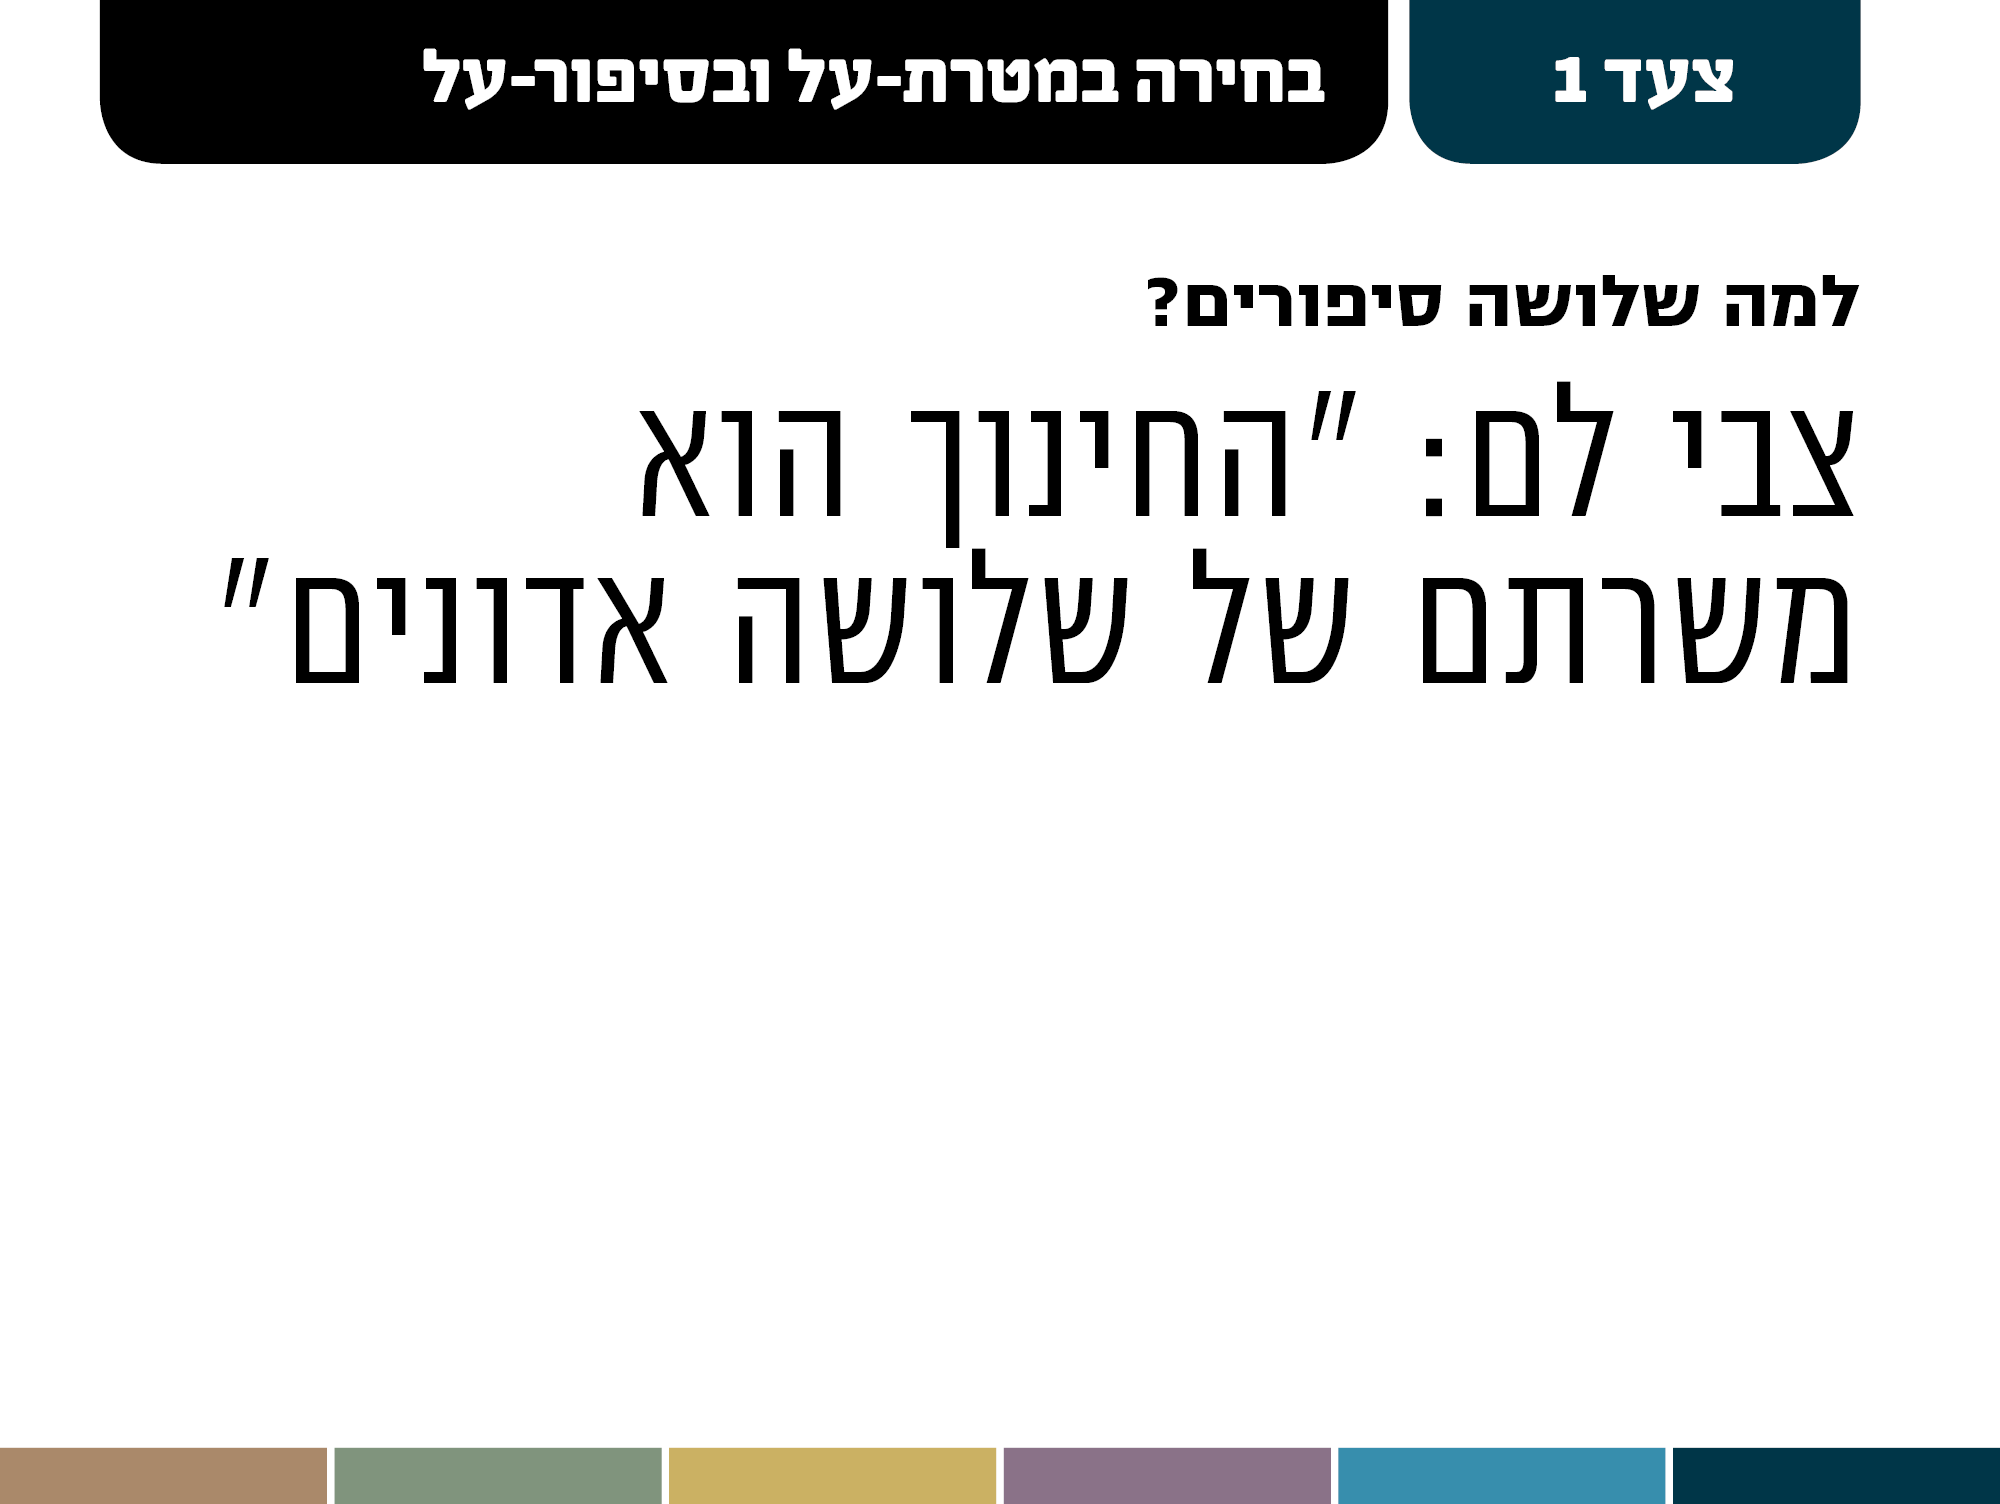 צעד 1
בחירה במטרת-על ובסיפור-על
למה שלושה סיפורים?
צבי לם: "החינוך הוא
משרתם של שלושה אדונים"